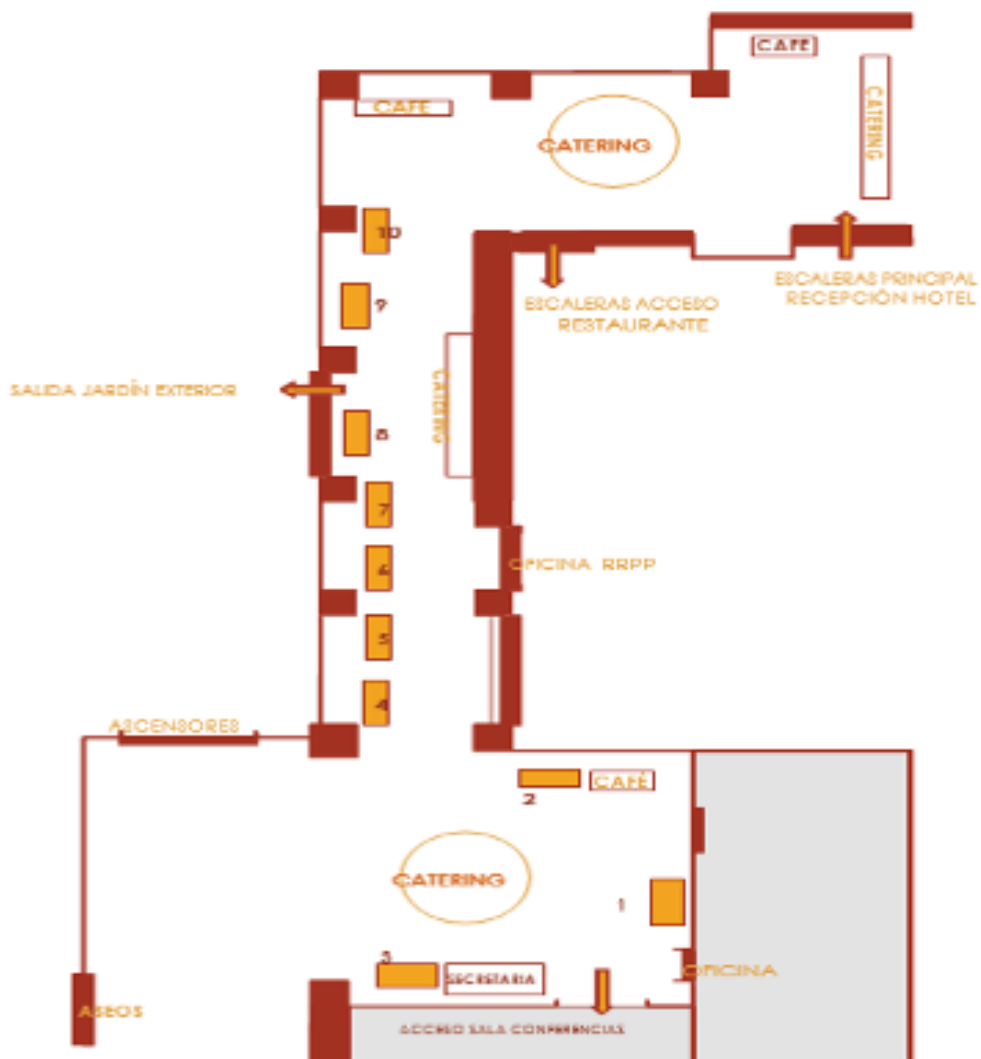 CAFE
CAFE
CATERING
CATERING
10
ESCALERAS PRINCIPAL
RECEPCIÓN HOTEL
ESCALERAS ACCESO
RESTAURANTE
9
SALIDA JARDÍN EXTERIOR
CATERING
8
7
6
OFICINA RRPP
5
4
ASCENSORES
CAFÉ
2
CATERING
1
3
SECRETARIA
OFICINA
ASEOS
ACCESO SALA CONFERENCIAS